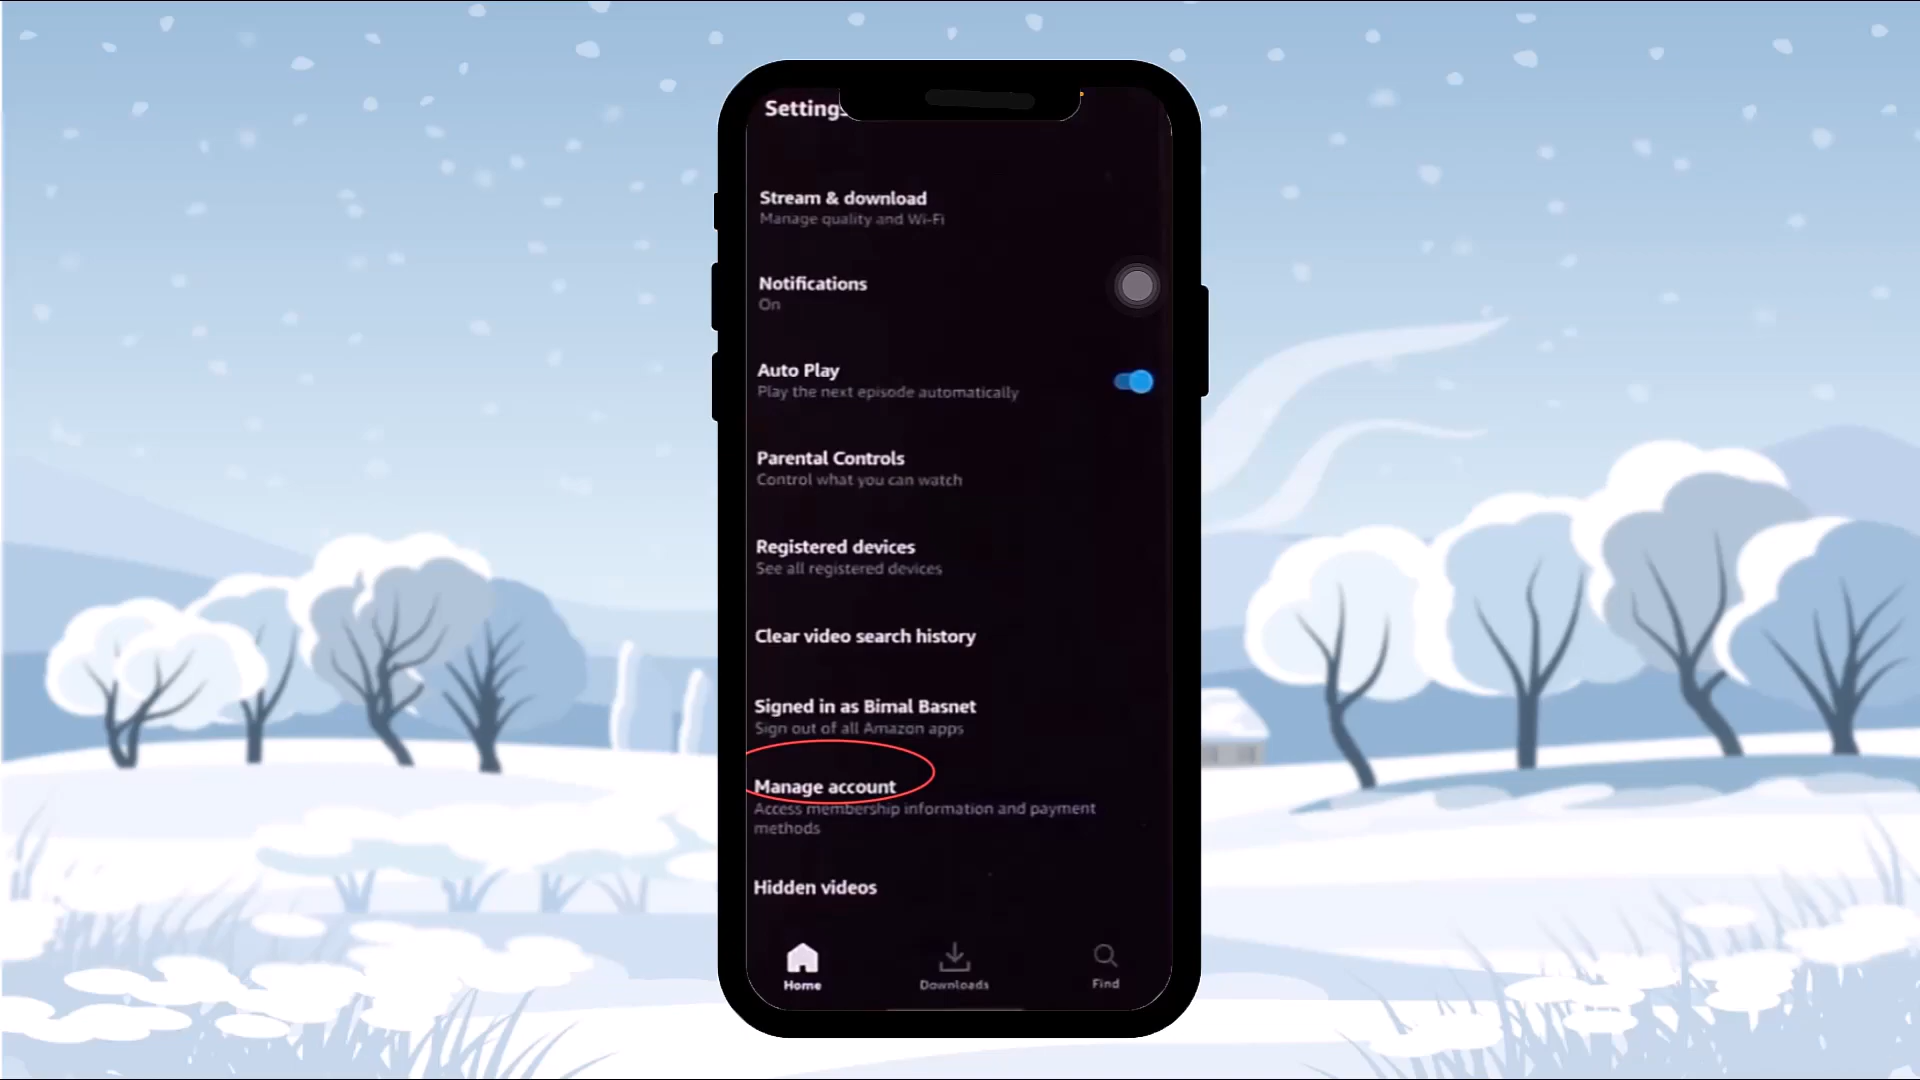 Settings
Stream & download
Manage quality and Wi-Fi
Notifications
On
Auto Play
Play the next episode automatically
Parental Controls
Control what you can watch
Registered devices
See all registered devices
Clear video search history
Signed in as Bimal Basnet
Sign out of all Amazon apps
Manage account
Access membership information and payment
methods
Hidden videos
Home
Downloads
Find